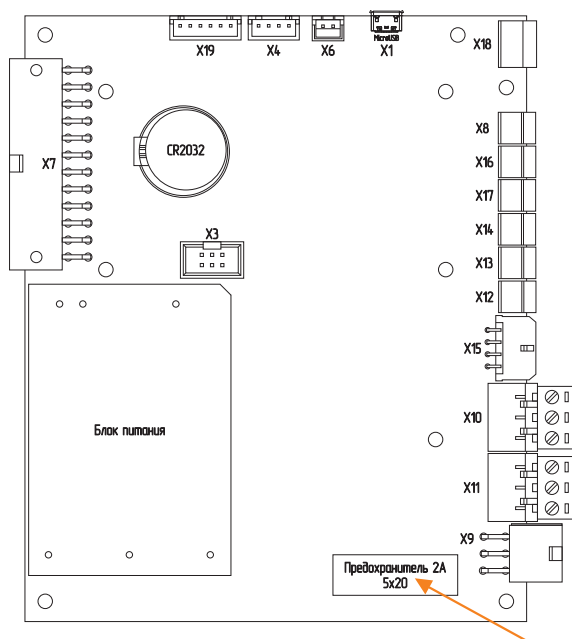 X19
X4
X6
X1
MicroUSB
X18
X7
CR2032
X8
X16
X17
X3
X14
X13
X12
X15
X10
Блок питания
X11
X9
Предохранитель 2А
5х20